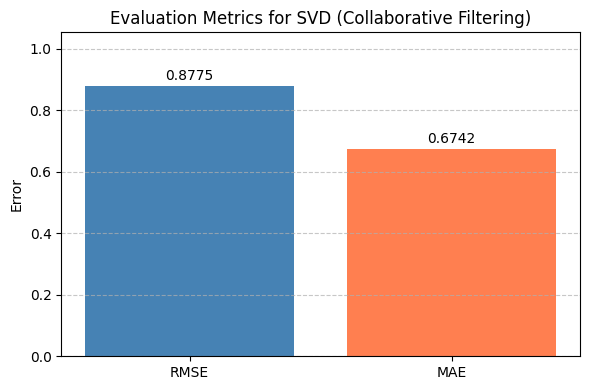 Evaluation Metrics for SVD (Collaborative Filtering)
1.0
0.8
0.6
0.4
0.2
0.0
Error
0.8775
0.6742
RMSE
MAE